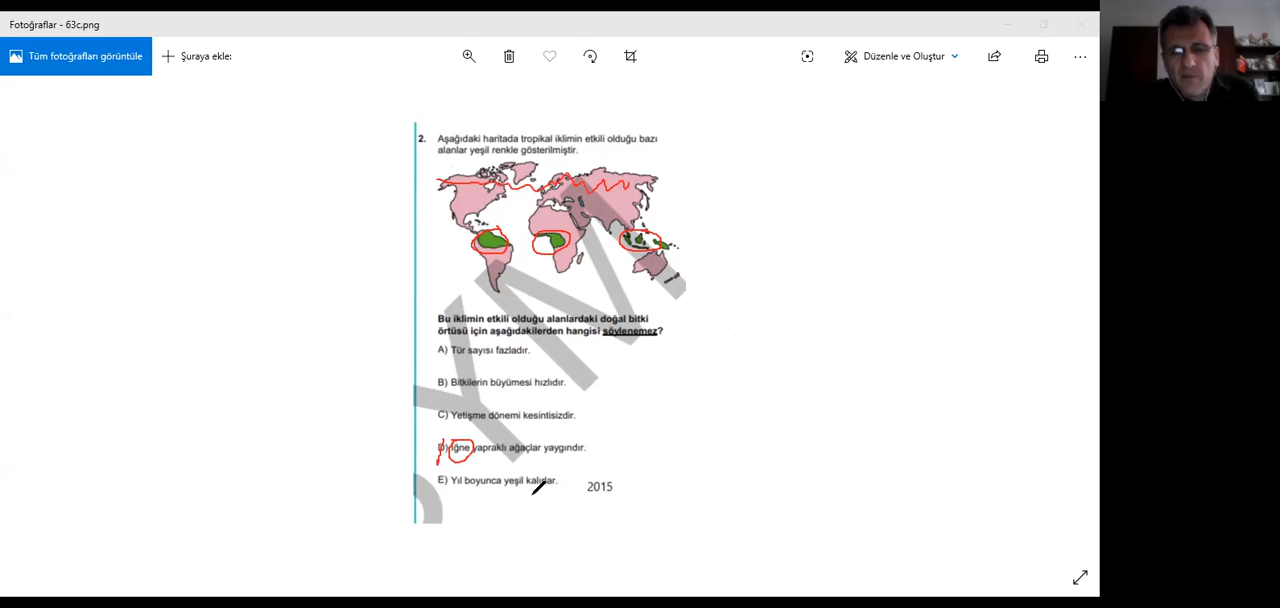 Fotoğraflar - 63c.png
Tüm fotoğrafları görüntüle
Şuraya ekle:
Düzenle ve Oluştur
2. Aşağıdaki haritada tropikal iklimin etkili olduğu bazı
alanlar yeşil renkle gösterilmiştir.
Bu iklimin etkili olduğu alanlardaki doğal bitki
örtüsü için aşağıdakilerden hangisi söylenemez?
A) Tür sayısı fazladır.
B) Bitkilerin büyümesi hızlıdır.
C) Yetişme dönemi kesintisizdir.
D) İğne yapraklı ağaçlar yaygındır.
E) Yıl boyunca yeşil kalırlar.
2015